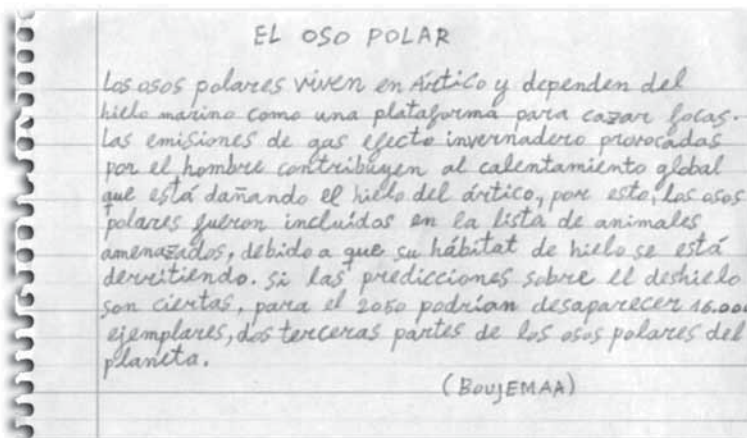 EL OSO POLAR
Los osos polares viven en Ártico y dependen del
hielo marino como una plataforma para cazar focas.
Las emisiones de gas efecto invernadero provocadas
por el hombre contribuyen al calentamiento global
que está dañando el hielo del ártico, por esto, los osos
polares fueron incluidos en la lista de animales
amenazados, debido a que su hábitat de hielo se está
derritiendo. si las predicciones sobre el deshielo
son ciertas, para el 2050 podrían desaparecer 16.000
ejemplares, dos terceras partes de los osos polares del
planeta.
(BOUJEMAA)